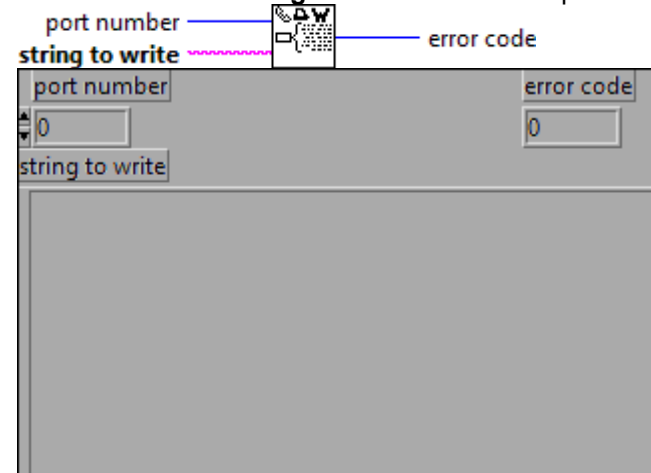 port number
string to write
error code
port number
error code
0
0
string to write